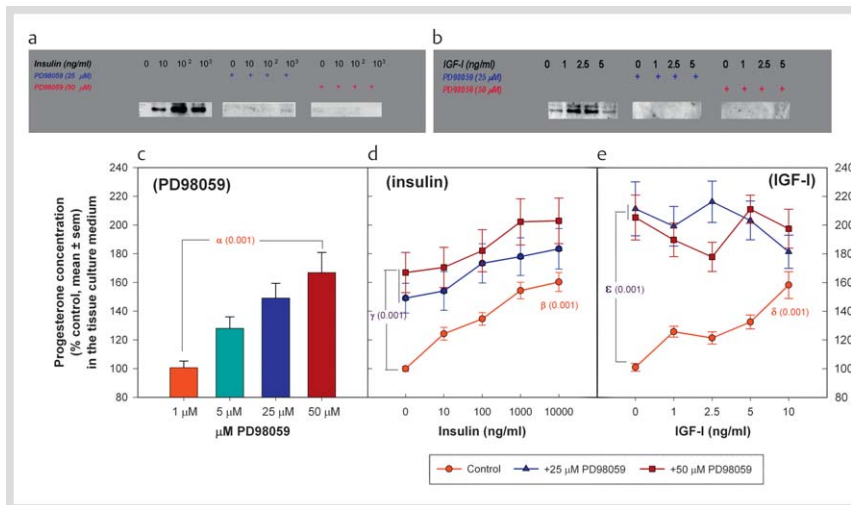 a
Insulin (ng/ml) 0 10 10² 10³ 0 10 10² 10³ 0 10 10² 10³
PD98059 (25 µM) + + + +
PD98059 (50 µM) + + + +
b
IGF-I (ng/ml) 0 1 2.5 5 0 1 2.5 5 0 1 2.5 5
PD98059 (25 µM) + + + +
PD98059 (50 µM) + + + +
c
(PD98059)
Progesterone concentration
(% control, mean ± sem)
in the tissue culture medium
240
220
200
180
160
140
120
100
80
α (0.001)
1 µM 5 µM 25 µM 50 µM
µM PD98059
d
(insulin)
γ (0.001)
β (0.001)
0 10 100 1000 10000
Insulin (ng/ml)
e
(IGF-I)
ε (0.001)
δ (0.001)
240
220
200
180
160
140
120
100
80
0 1 2.5 5 10
IGF-I (ng/ml)
Control +25 µM PD98059 +50 µM PD98059